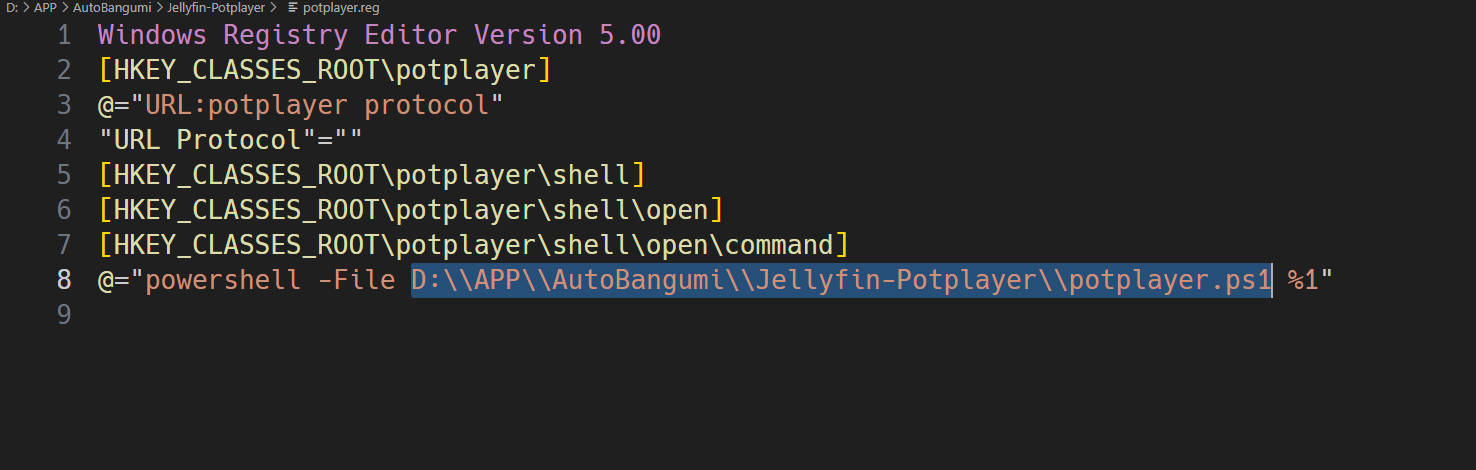 D: > APP > AutoBangumi > Jellyfin-Potplayer > potplayer.reg
1 Windows Registry Editor Version 5.00
2 [HKEY_CLASSES_ROOT\potplayer]
3 @="URL:potplayer protocol"
4 "URL Protocol"=""
5 [HKEY_CLASSES_ROOT\potplayer\shell]
6 [HKEY_CLASSES_ROOT\potplayer\shell\open]
7 [HKEY_CLASSES_ROOT\potplayer\shell\open\command]
8 @="powershell -File D:\\APP\\AutoBangumi\\Jellyfin-Potplayer\\potplayer.ps1 %1"
9